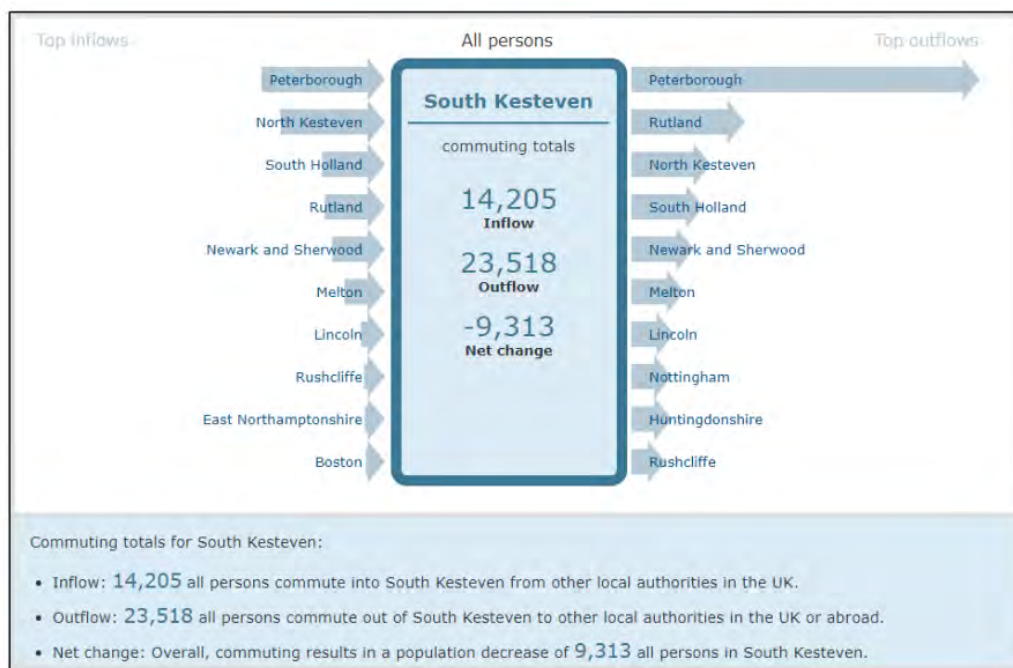 Top inflows
All persons
Top outflows
Peterborough
North Kesteven
South Holland
Rutland
Newark and Sherwood
Melton
Lincoln
Rushcliffe
East Northamptonshire
Boston
South Kesteven
commuting totals
14,205
Inflow
23,518
Outflow
-9,313
Net change
Peterborough
Rutland
North Kesteven
South Holland
Newark and Sherwood
Melton
Lincoln
Nottingham
Huntingdonshire
Rushcliffe
Commuting totals for South Kesteven:
• Inflow: 14,205 all persons commute into South Kesteven from other local authorities in the UK.
• Outflow: 23,518 all persons commute out of South Kesteven to other local authorities in the UK or abroad.
• Net change: Overall, commuting results in a population decrease of 9,313 all persons in South Kesteven.